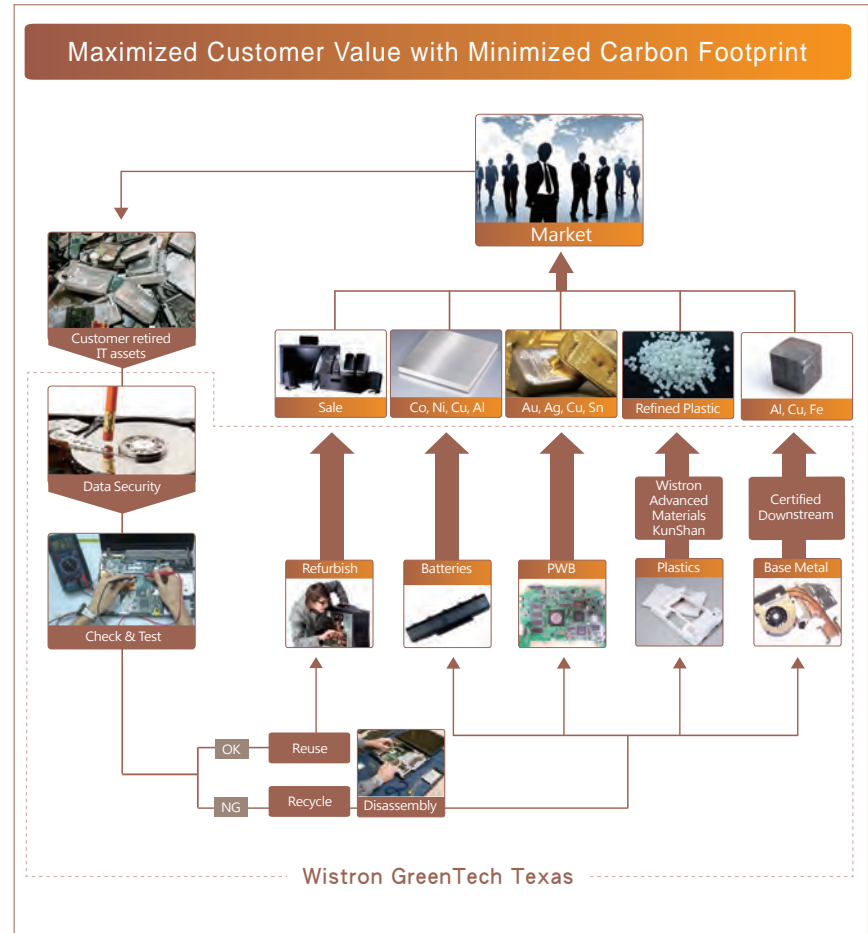 Maximized Customer Value with Minimized Carbon Footprint
Market
Customer retired
IT assets
Sale
Co, Ni, Cu, Al
Au, Ag, Cu, Sn
Refined Plastic
Al, Cu, Fe
Data Security
Wistron
Advanced
Materials
KunShan
Certified
Downstream
Check & Test
Refurbish
Batteries
PWB
Plastics
Base Metal
OK
Reuse
NG
Recycle
Disassembly
Wistron GreenTech Texas